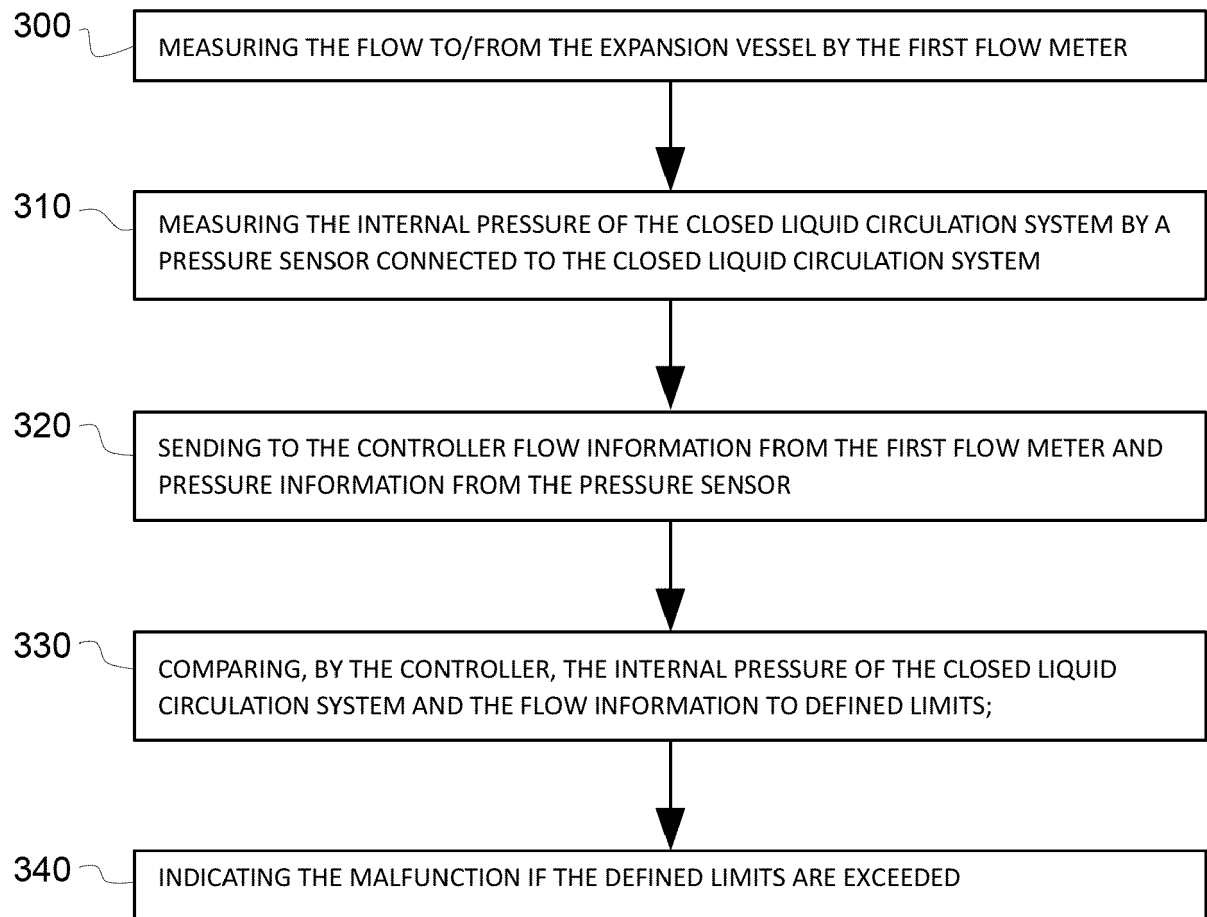 300
MEASURING THE FLOW TO/FROM THE EXPANSION VESSEL BY THE FIRST FLOW METER
310
MEASURING THE INTERNAL PRESSURE OF THE CLOSED LIQUID CIRCULATION SYSTEM BY A
PRESSURE SENSOR CONNECTED TO THE CLOSED LIQUID CIRCULATION SYSTEM
320
SENDING TO THE CONTROLLER FLOW INFORMATION FROM THE FIRST FLOW METER AND
PRESSURE INFORMATION FROM THE PRESSURE SENSOR
330
COMPARING, BY THE CONTROLLER, THE INTERNAL PRESSURE OF THE CLOSED LIQUID
CIRCULATION SYSTEM AND THE FLOW INFORMATION TO DEFINED LIMITS;
340
INDICATING THE MALFUNCTION IF THE DEFINED LIMITS ARE EXCEEDED